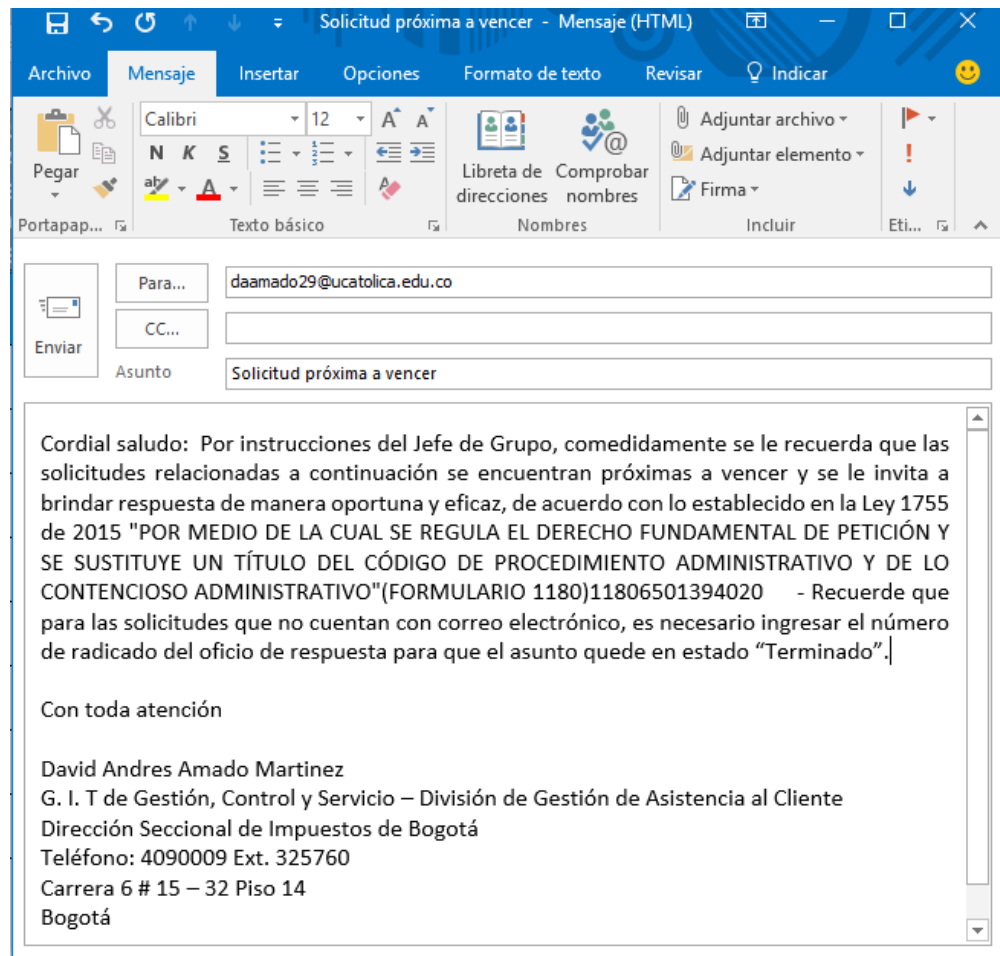 Solicitud próxima a vencer - Mensaje (HTML)
Archivo Mensaje Insertar Opciones Formato de texto Revisar Indicar
Calibri 12 A A Adjuntar archivo
N K S Adjuntar elemento
Pegar ab A Libreta de direcciones Comprobar nombres Firma
Portapap... Texto básico Nombres Incluir Eti...
Para... daamado29@ucatolica.edu.co
CC...
Enviar
Asunto Solicitud próxima a vencer
Cordial saludo:  Por instrucciones del Jefe de Grupo, comedidamente se le recuerda que las
solicitudes relacionadas a continuación se encuentran próximas a vencer y se le invita a
brindar respuesta de manera oportuna y eficaz, de acuerdo con lo establecido en la Ley 1755
de 2015 "POR MEDIO DE LA CUAL SE REGULA EL DERECHO FUNDAMENTAL DE PETICIÓN Y
SE SUSTITUYE UN TÍTULO DEL CÓDIGO DE PROCEDIMIENTO ADMINISTRATIVO Y DE LO
CONTENCIOSO ADMINISTRATIVO"(FORMULARIO 1180)11806501394020 - Recuerde que
para las solicitudes que no cuentan con correo electrónico, es necesario ingresar el número
de radicado del oficio de respuesta para que el asunto quede en estado “Terminado”.
Con toda atención
David Andres Amado Martinez
G. I. T de Gestión, Control y Servicio – División de Gestión de Asistencia al Cliente
Dirección Seccional de Impuestos de Bogotá
Teléfono: 4090009 Ext. 325760
Carrera 6 # 15 – 32 Piso 14
Bogotá